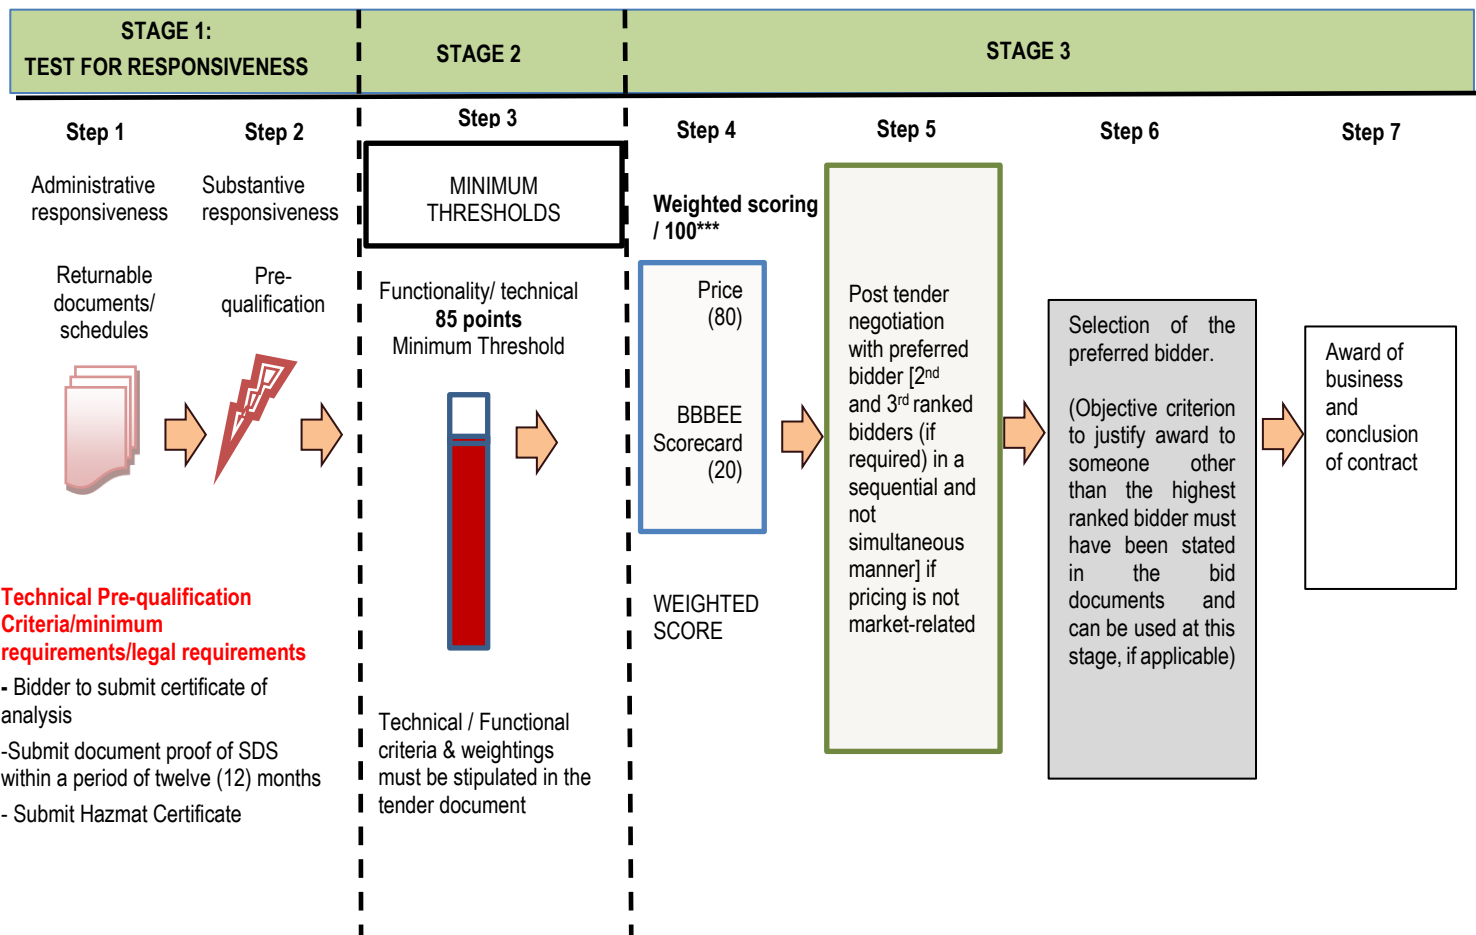 STAGE 1:
TEST FOR RESPONSIVENESS
STAGE 2
STAGE 3
Step 1
Step 2
Step 3
Step 4
Step 5
Step 6
Step 7
Administrative
responsiveness
Substantive
responsiveness
MINIMUM
THRESHOLDS
Weighted scoring
/ 100***
Returnable
documents/
schedules
Pre-
qualification
Functionality/ technical
85 points
Minimum Threshold
Price
(80)
BBBEE
Scorecard
(20)
Post tender
negotiation
with preferred
bidder [2nd
and 3rd ranked
bidders (if
required) in a
sequential and
not
simultaneous
manner] if
pricing is not
market-related
Selection of the
preferred bidder.
(Objective criterion
to justify award to
someone other
than the highest
ranked bidder must
have been stated
in the bid
documents and
can be used at this
stage, if applicable)
Award of
business
and
conclusion
of contract
Technical Pre-qualification
Criteria/minimum
requirements/legal requirements
- Bidder to submit certificate of
analysis
-Submit document proof of SDS
within a period of twelve (12) months
- Submit Hazmat Certificate
Technical / Functional
criteria & weightings
must be stipulated in the
tender document
WEIGHTED
SCORE